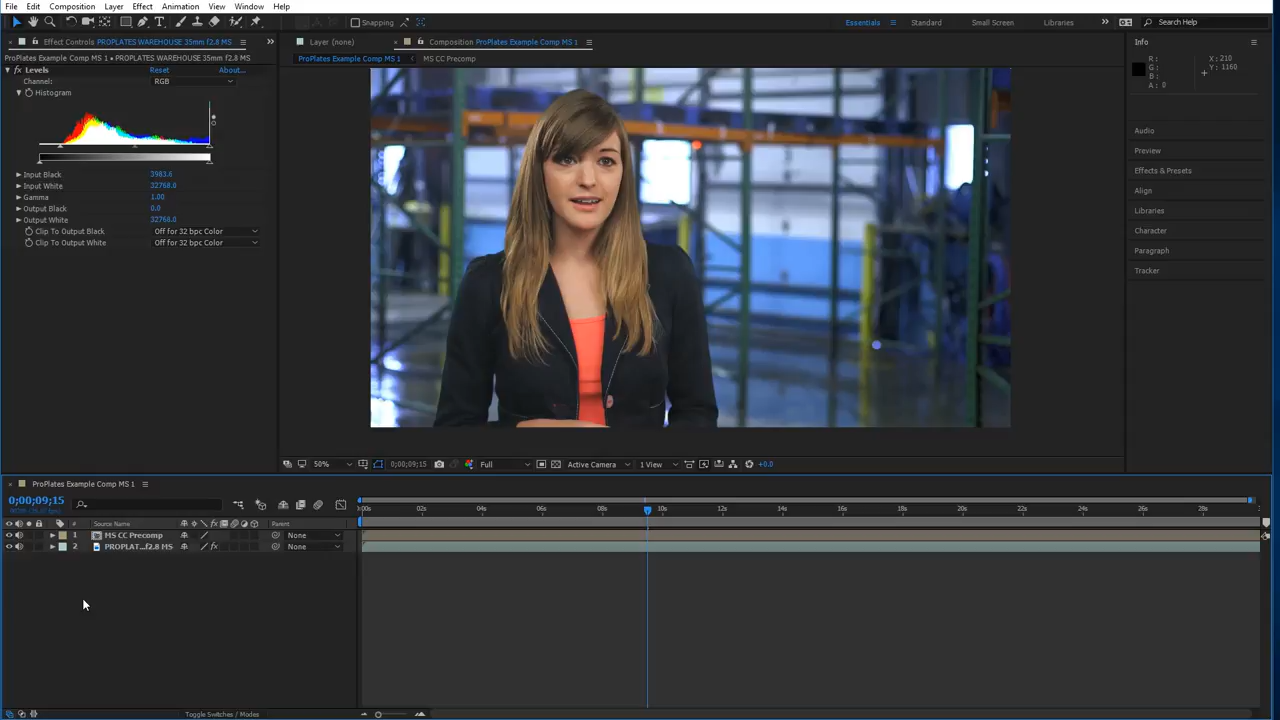 File Edit Composition Layer Effect Animation View Window Help
Snapping Essentials Standard Small Screen Libraries Search Help
Effect Controls PROPLATES WAREHOUSE 35mm f2.8 MS
Layer (none) Composition ProPlates Example Comp MS 1
Info
ProPlates Example Comp MS 1 • PROPLATES WAREHOUSE 35mm f2.8 MS
ProPlates Example Comp MS 1 MS CC Precomp
R: X: 210
G: Y: 1160
B:
A: 0
fx Levels Reset About...
Channel: RGB
Histogram
Input Black 3983.6
Input White 32768.0
Gamma 1.00
Output Black 0.0
Output White 32768.0
Clip To Output Black Off for 32 bpc Color
Clip To Output White Off for 32 bpc Color
Audio
Preview
Effects & Presets
Align
Libraries
Character
Paragraph
Tracker
50% 0;00;09;15 Full Active Camera 1 View +0.0
ProPlates Example Comp MS 1
0;00;09;15
:00s 02s 04s 06s 08s 10s 12s 14s 16s 18s 20s 22s 24s 26s 28s
# Source Name fx Parent
1 MS CC Precomp None
2 PROPLAT...f2.8 MS fx None
Toggle Switches / Modes